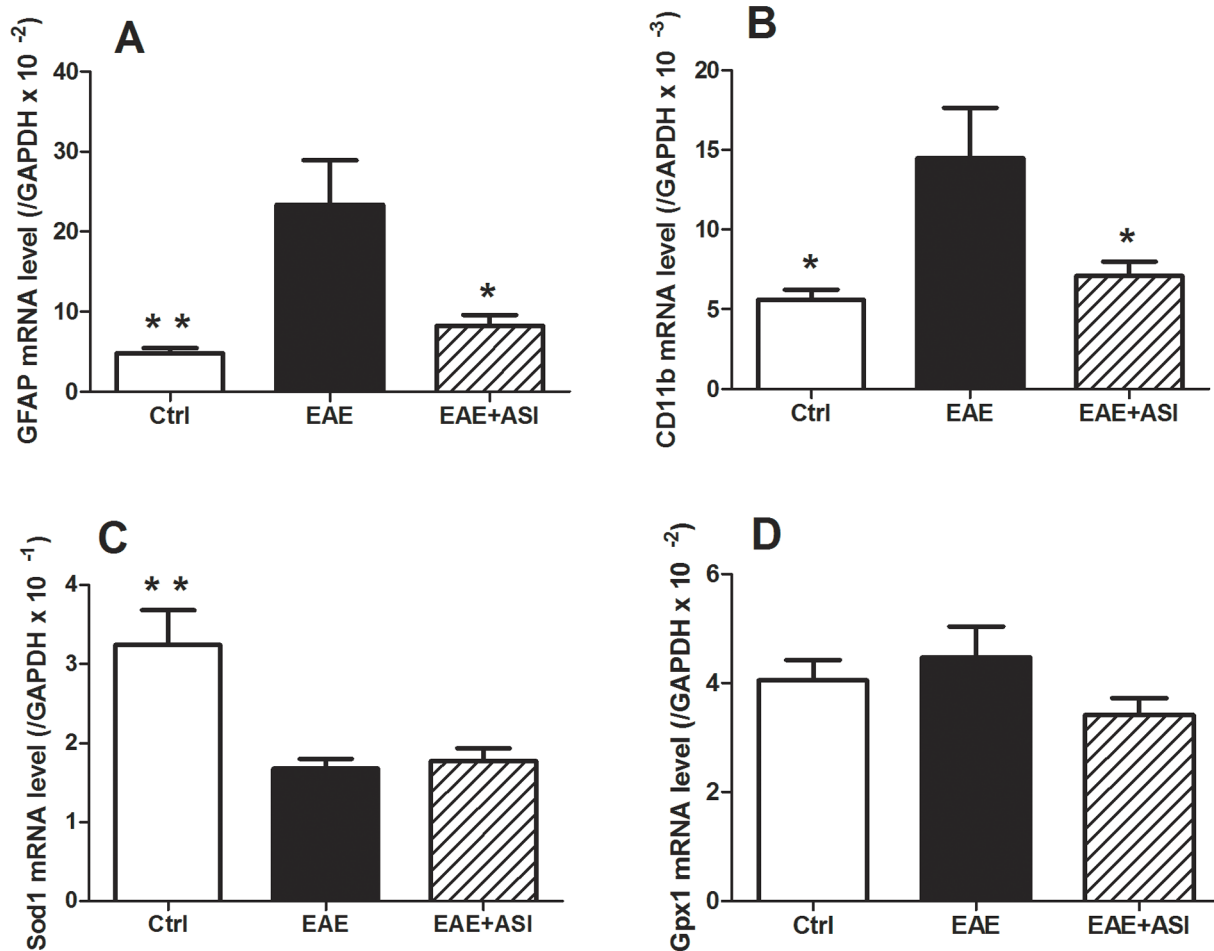 A
GFAP mRNA level (/GAPDH x 10 -2)
40
30
20
10
0
* *
*
Ctrl
EAE
EAE+ASI
B
CD11b mRNA level (/GAPDH x 10 -3)
20
15
10
5
0
*
*
Ctrl
EAE
EAE+ASI
C
Sod1 mRNA level (/GAPDH x 10 -1)
4
3
2
1
0
* *
Ctrl
EAE
EAE+ASI
D
Gpx1 mRNA level (/GAPDH x 10 -2)
6
4
2
0
Ctrl
EAE
EAE+ASI